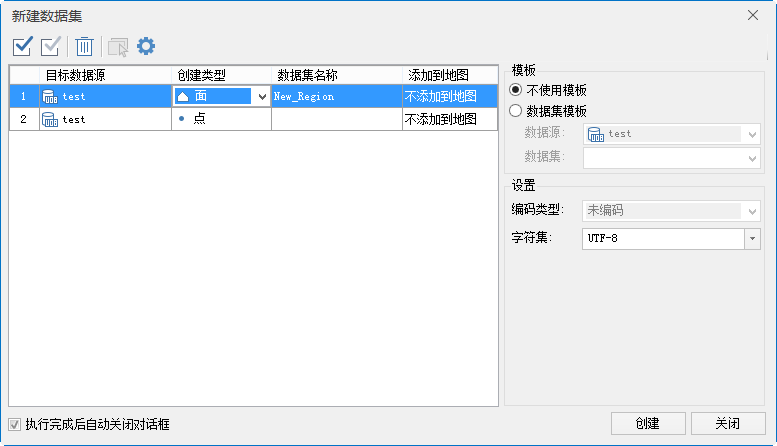 新建数据集
目标数据源 创建类型 数据集名称 添加到地图
1 test 面 New_Region 不添加到地图
2 test 点 不添加到地图
模板
不使用模板
数据集模板
数据源: test
数据集:
设置
编码类型: 未编码
字符集: UTF-8
执行完成后自动关闭对话框
创建 关闭